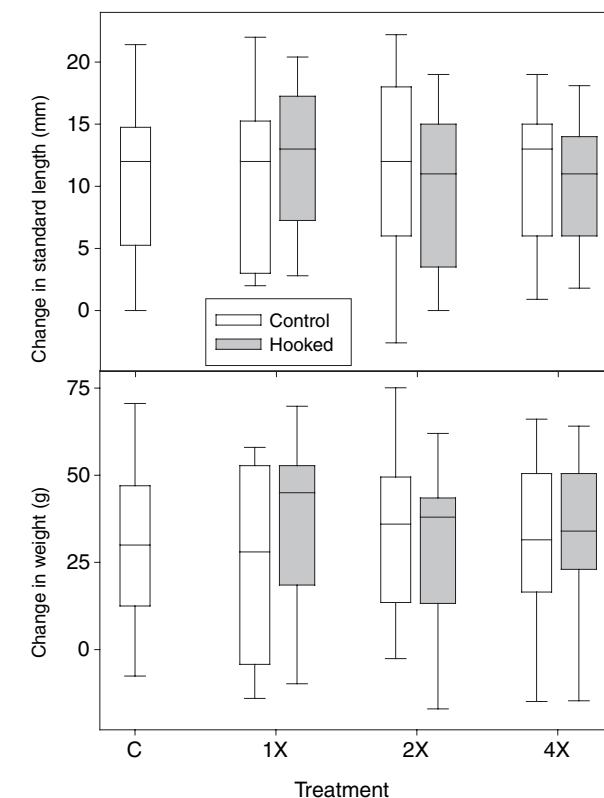 Change in standard length (mm)
20
15
10
5
0
Control
Hooked
Change in weight (g)
75
50
25
0
C 1X 2X 4X
Treatment